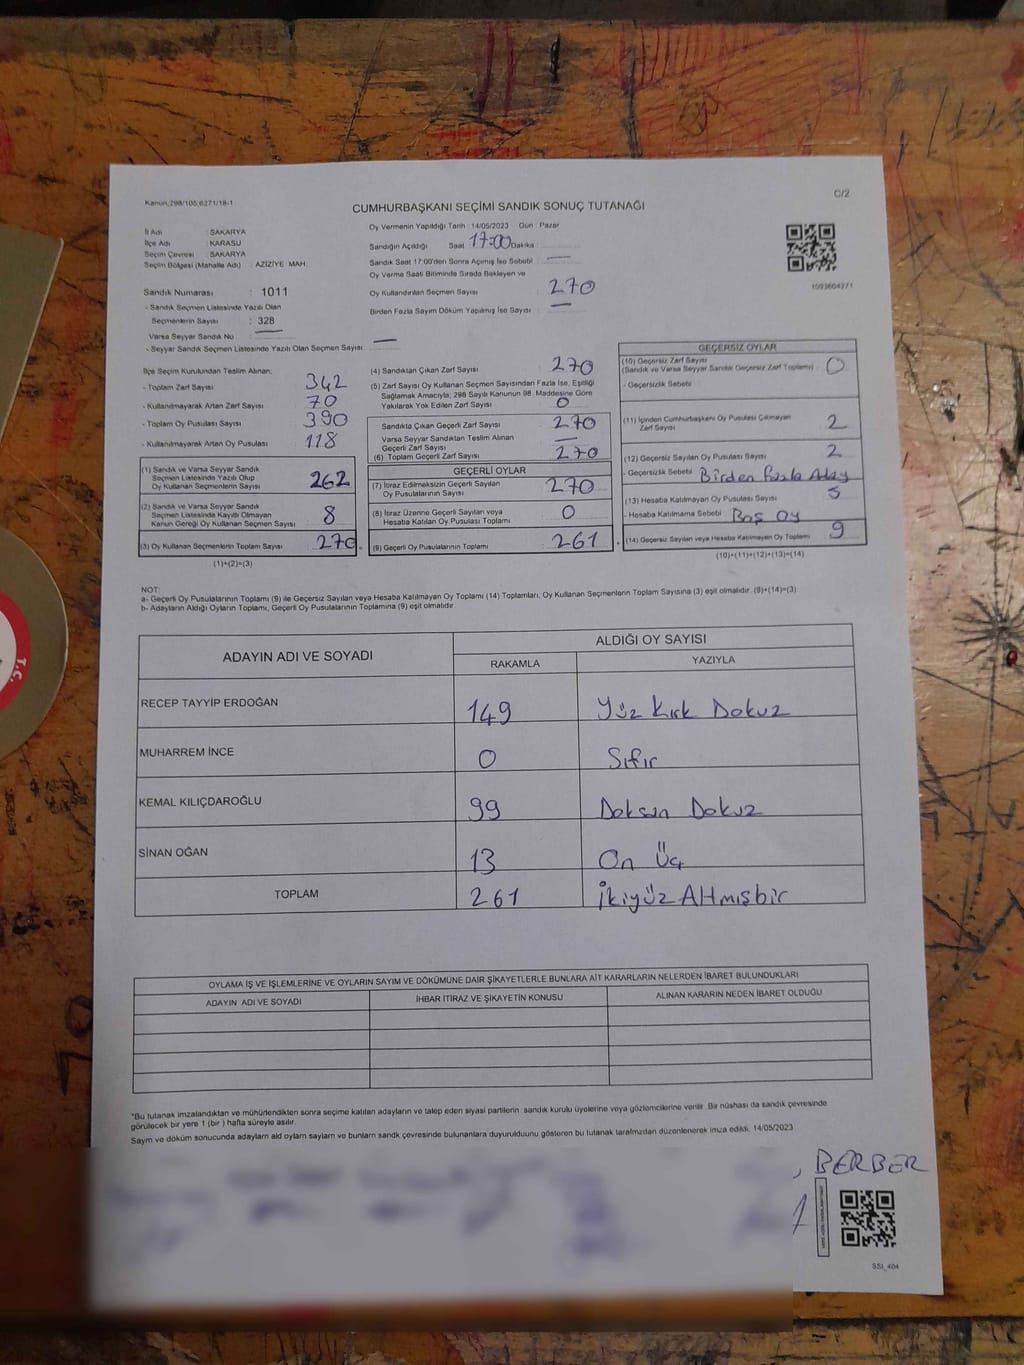 Kanun;298/105;6271/18-1
C/2
CUMHURBAŞKANI SEÇİMİ SANDIK SONUÇ TUTANAĞI
İl Adı : SAKARYA
İlçe Adı : KARASU
Seçim Çevresi : SAKARYA
Seçim Bölgesi (Mahalle Adı) : AZİZİYE MAH.
Sandık Numarası : 1011
- Sandık Seçmen Listesinde Yazılı Olan
Seçmenlerin Sayısı : 328
Varsa Seyyar Sandık No —
- Seyyar Sandık Seçmen Listesinde Yazılı Olan Seçmen Sayısı —
Oy Vermenin Yapıldığı Tarih : 14/05/2023 Gün : Pazar
Sandığın Açıldığı Saat 17:00 Dakika :
Sandık Saat 17:00'den Sonra Açılmış İse Sebebi : —
Oy Verme Saati Bitiminde Sırada Bekleyen ve
Oy Kullandırılan Seçmen Sayısı : 270
Birden Fazla Sayım Döküm Yapılmış İse Sayısı : —
1093604271
İlçe Seçim Kurulundan Teslim Alınan;
- Toplam Zarf Sayısı 342
- Kullanılmayarak Artan Zarf Sayısı 70
- Toplam Oy Pusulası Sayısı 390
- Kullanılmayarak Artan Oy Pusulası 118
(1) Sandık ve Varsa Seyyar Sandık
Seçmen Listesinde Yazılı Olup
Oy Kullanan Seçmenlerin Sayısı 262
(2) Sandık ve Varsa Seyyar Sandık
Seçmen Listesinde Kayıtlı Olmayan
Kanun Gereği Oy Kullanan Seçmen Sayısı 8
(3) Oy Kullanan Seçmenlerin Toplam Sayısı 270
(1)+(2)=(3)
(4) Sandıktan Çıkan Zarf Sayısı 270
(5) Zarf Sayısı Oy Kullanan Seçmen Sayısından Fazla İse, Eşitliği
Sağlamak Amacıyla; 298 Sayılı Kanunun 98. Maddesine Göre
Yakılarak Yok Edilen Zarf Sayısı 0
Sandıkta Çıkan Geçerli Zarf Sayısı 270
Varsa Seyyar Sandıktan Teslim Alınan
Geçerli Zarf Sayısı —
(6) Toplam Geçerli Zarf Sayısı 270
GEÇERLİ OYLAR
(7) İtiraz Edilmeksizin Geçerli Sayılan
Oy Pusulalarının Sayısı 270
(8) İtiraz Üzerine Geçerli Sayılan veya
Hesaba Katılan Oy Pusulası Toplamı 0
(9) Geçerli Oy Pusulalarının Toplamı 261
GEÇERSİZ OYLAR
(10) Geçersiz Zarf Sayısı
(Sandık ve Varsa Seyyar Sandık Geçersiz Zarf Toplamı) : 0
- Geçersizlik Sebebi
(11) İçinden Cumhurbaşkanı Oy Pusulası Çıkmayan
Zarf Sayısı 2
(12) Geçersiz Sayılan Oy Pusulası Sayısı 2
- Geçersizlik Sebebi Birden Fazla Aday
(13) Hesaba Katılmayan Oy Pusulası Sayısı 5
- Hesaba Katılmama Sebebi : Boş Oy
(14) Geçersiz Sayılan veya Hesaba Katılmayan Oy Toplamı 9
(10)+(11)+(12)+(13)=(14)
NOT:
a- Geçerli Oy Pusulalarının Toplamı (9) ile Geçersiz Sayılan veya Hesaba Katılmayan Oy Toplamı (14) Toplamları, Oy Kullanan Seçmenlerin Toplam Sayısına (3) eşit olmalıdır. (9)+(14)=(3)
b- Adayların Aldığı Oyların Toplamı, Geçerli Oy Pusulalarının Toplamına (9) eşit olmalıdır.
ADAYIN ADI VE SOYADI
ALDIĞI OY SAYISI
RAKAMLA YAZIYLA
RECEP TAYYİP ERDOĞAN 149 Yüz Kırk Dokuz
MUHARREM İNCE 0 Sıfır
KEMAL KILIÇDAROĞLU 99 Doksan Dokuz
SİNAN OĞAN 13 On Üç
TOPLAM 261 İkiyüz Altmışbir
OYLAMA İŞ VE İŞLEMLERİNE VE OYLARIN SAYIM VE DÖKÜMÜNE DAİR ŞİKAYETLERLE BUNLARA AİT KARARLARIN NELERDEN İBARET BULUNDUKLARI
ADAYIN ADI VE SOYADI İHBAR İTİRAZ VE ŞİKAYETİN KONUSU ALINAN KARARIN NEDEN İBARET OLDUĞU
*Bu tutanak imzalandıktan ve mühürlendikten sonra seçime katılan adayların ve talep eden siyasi partilerin sandık kurulu üyelerine veya gözlemcilerine verilir. Bir nüshası da sandık çevresinde
görülecek bir yere 1 (bir ) hafta süreyle asılır.
Sayım ve döküm sonucunda adayların ald oyların sayıları ve bunların sandk çevresinde bulunanlara duyurulduunu gösteren bu tutanak tarafmzdan düzenlenerek imza edildi. 14/05/2023
BERBER
SSİ_404
T.C.